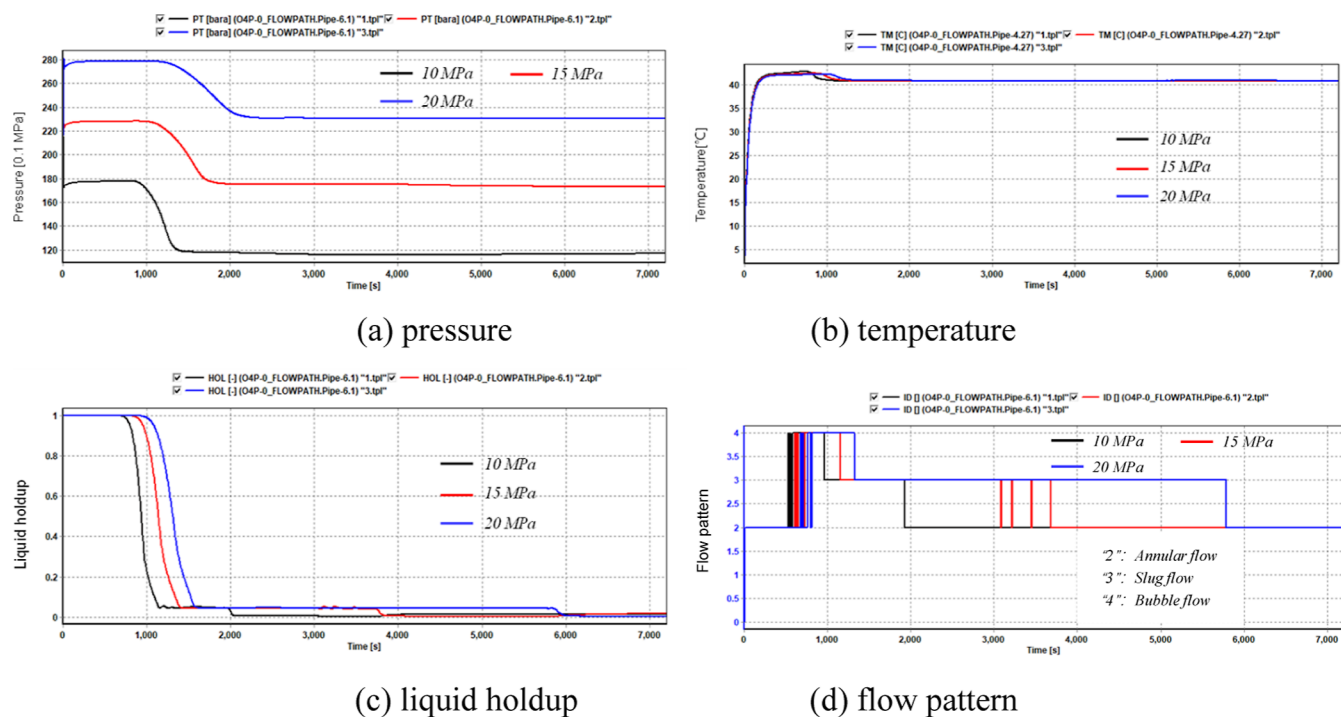 PT [bara] (O4P-0_FLOWPATH.Pipe-6.1) "1.tpl" PT [bara] (O4P-0_FLOWPATH.Pipe-6.1) "2.tpl"
PT [bara] (O4P-0_FLOWPATH.Pipe-6.1) "3.tpl"
Pressure [0.1 MPa]
280
260
240
220
200
180
160
140
120
10 MPa 15 MPa
20 MPa
0 1,000 2,000 3,000 4,000 5,000 6,000 7,000
Time [s]
(a) pressure
TM [C] (O4P-0_FLOWPATH.Pipe-4.27) "1.tpl" TM [C] (O4P-0_FLOWPATH.Pipe-4.27) "2.tpl"
TM [C] (O4P-0_FLOWPATH.Pipe-4.27) "3.tpl"
Temperature[℃]
40
35
30
25
20
15
10
5
10 MPa
15 MPa
20 MPa
0 1,000 2,000 3,000 4,000 5,000 6,000 7,000
Time [s]
(b) temperature
HOL [-] (O4P-0_FLOWPATH.Pipe-6.1) "1.tpl" HOL [-] (O4P-0_FLOWPATH.Pipe-6.1) "2.tpl"
HOL [-] (O4P-0_FLOWPATH.Pipe-6.1) "3.tpl"
Liquid holdup
1
0.8
0.6
0.4
0.2
0
10 MPa
15 MPa
20 MPa
0 1,000 2,000 3,000 4,000 5,000 6,000 7,000
Time [s]
(c) liquid holdup
ID [] (O4P-0_FLOWPATH.Pipe-6.1) "1.tpl" ID [] (O4P-0_FLOWPATH.Pipe-6.1) "2.tpl"
ID [] (O4P-0_FLOWPATH.Pipe-6.1) "3.tpl"
Flow pattern
4
3.5
3
2.5
2
1.5
1
0.5
0
10 MPa 15 MPa
20 MPa
"2": Annular flow
"3": Slug flow
"4": Bubble flow
0 1,000 2,000 3,000 4,000 5,000 6,000 7,000
Time [s]
(d) flow pattern